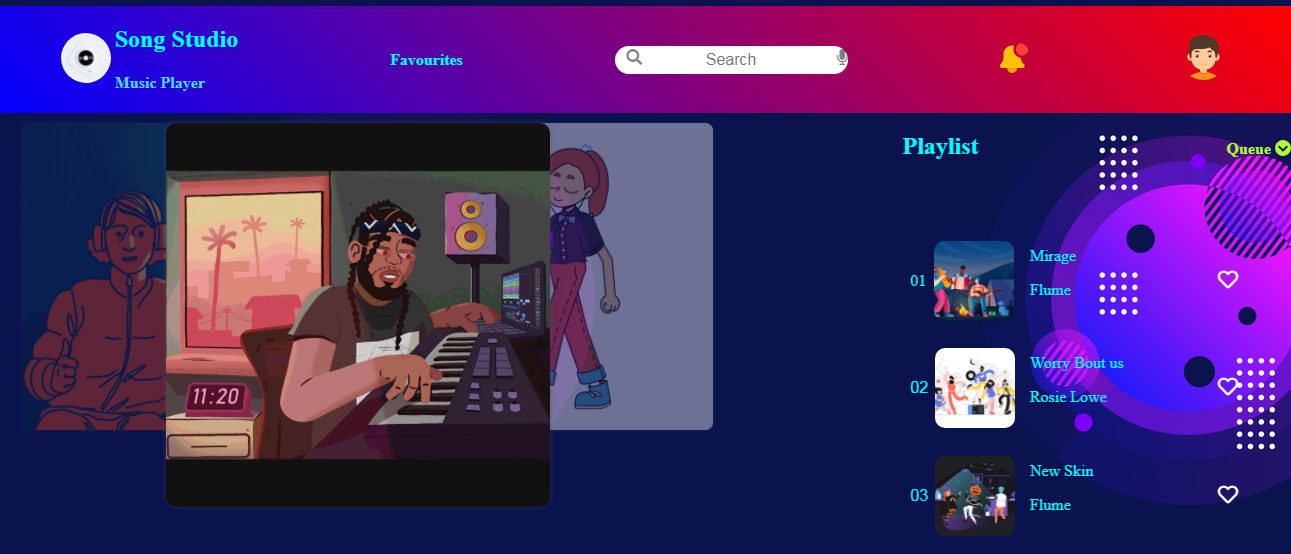 Song Studio
Music Player
Favourites
Search
Playlist
Queue
11:20
01
Mirage
Flume
02
Worry Bout us
Rosie Lowe
03
New Skin
Flume